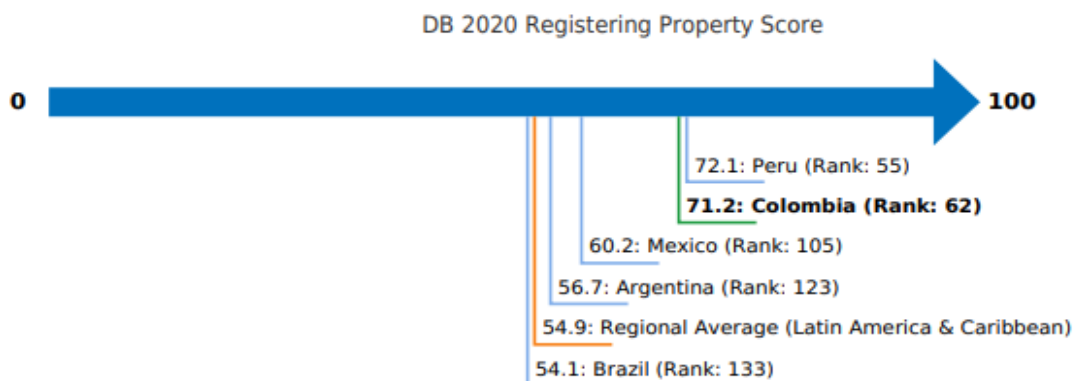 DB 2020 Registering Property Score
0
100
72.1: Peru (Rank: 55)
71.2: Colombia (Rank: 62)
60.2: Mexico (Rank: 105)
56.7: Argentina (Rank: 123)
54.9: Regional Average (Latin America & Caribbean)
54.1: Brazil (Rank: 133)